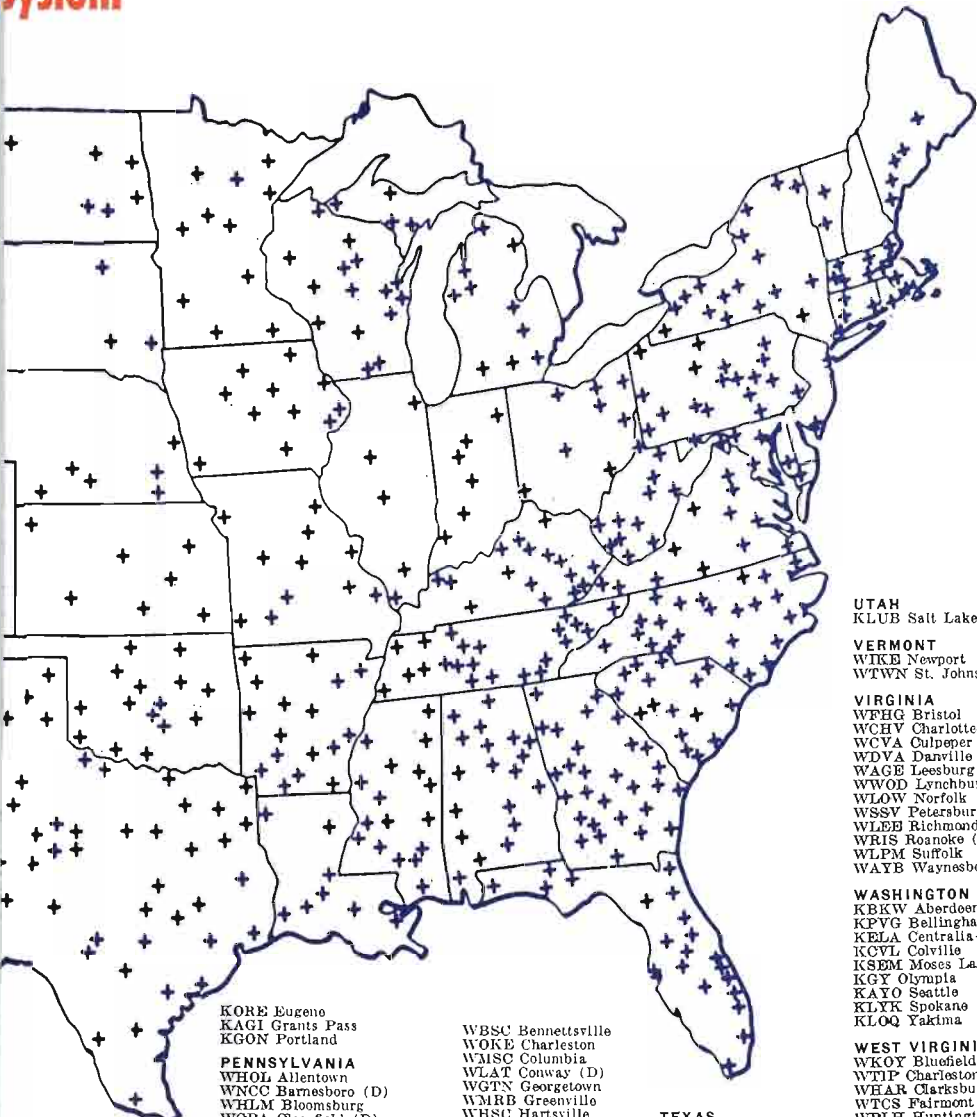 UTAH
KLUB Salt Lake
VERMONT
WIKE Newport
WTWN St. Johns
VIRGINIA
WFHG Bristol
WCHV Charlotte
WCVA Culpeper
WDVA Danville
WAGE Leesburg
WWOD Lynchbu
WLOW Norfolk
WSSV Petersbur
WLEE Richmond
WRIS Roanoke (
WLPM Suffolk
WAYB Waynesbo
WASHINGTON
KBKW Aberdeen
KPVG Bellingha
KELA Centralia-
KCVL Colville
KSEM Moses La
KGY Olympia
KAYO Seattle
KLYK Spokane
KLOQ Yakima
WEST VIRGINI
WKOY Bluefield
WTIP Charleston
WHAR Clarksbu
WTCS Fairmont
KORE Eugene
KAGI Grants Pass
KGON Portland
PENNSYLVANIA
WHOL Allentown
WNCC Barnesboro (D)
WHLM Bloomsburg
WBSC Bennettsville
WOKE Charleston
WMSC Columbia
WLAT Conway (D)
WGTN Georgetown
WMRB Greenville
WHSC Hartsville
TEXAS